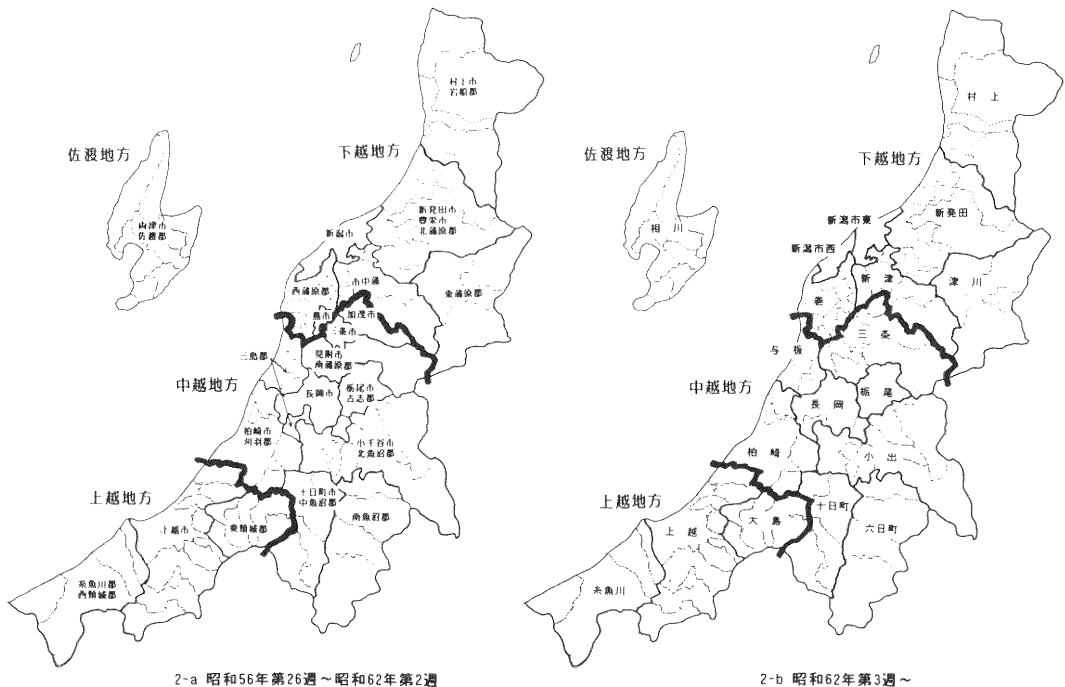 村上市
岩船郡
佐渡地方
下越地方
両津市
佐渡郡
新発田市
豊栄市
北蒲原郡
新潟市
西蒲原郡
市中蒲
東蒲原郡
燕市
加茂市
三条市
三島郡
見附市
南蒲原郡
中越地方
長岡市
栃尾市
古志郡
柏崎市
刈羽郡
小千谷市
北魚沼郡
上越地方
十日町市
中魚沼郡
南魚沼郡
上越市
東頸城郡
糸魚川郡
西頸城郡
2-a 昭和56年第26週~昭和62年第2週
村上
佐渡地方
下越地方
相川
新潟市東
新発田
新潟市西
新津
津川
巻
三条
与板
中越地方
長岡
栃尾
柏崎
小出
上越地方
十日町
大島
上越
六日町
糸魚川
2-b 昭和62年第3週~